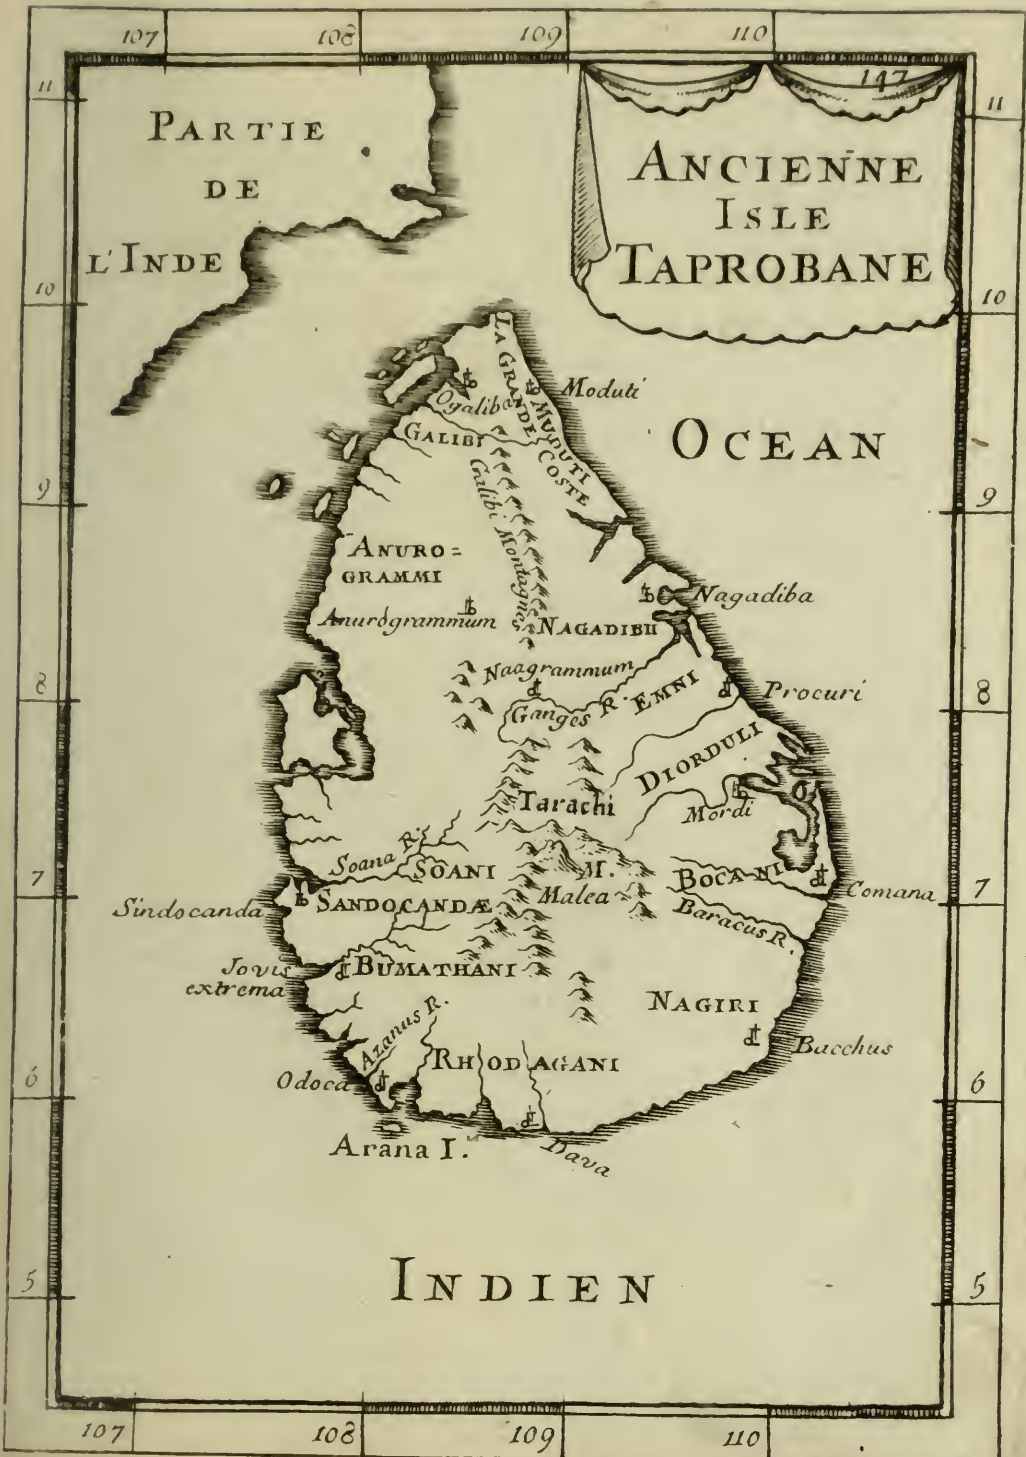 107 108 109 110
147
11 11
PARTIE
DE
L'INDE
ANCIENNE
ISLE
TAPROBANE
10 10
LA GRANDE COSTE
MUDUTI
Moduti
Ogaliba
GALIBI
OCEAN
Galibi Montagnes
9 9
ANURO=
GRAMMI
Anurogrammum
Nagadiba
NAGADIBII
Naagrammum
Ganges R.
EMNI
Procuri
8 8
DIORDULI
Tarachi
Mordi
Soana R.
SOANI
M.
Malea
BOCANI
Comana
7 7
Sindocanda
SANDOCANDÆ
Baracus R.
Jovis
extrema
BUMATHANI
NAGIRI
Azanus R.
Bacchus
RHODAGANI
Odoca
6 6
Arana I.
Dava
INDIEN
5 5
107 108 109 110